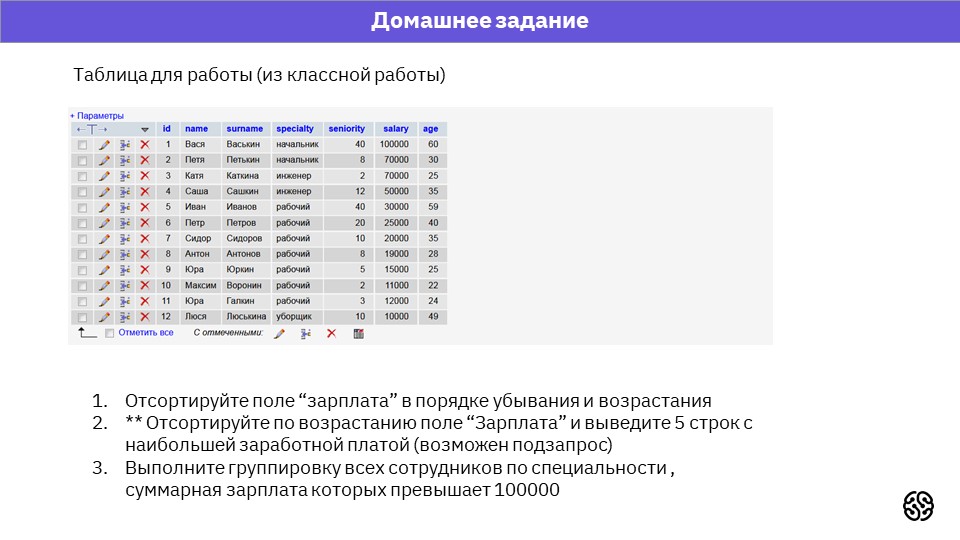 Домашнее задание
Таблица для работы (из классной работы)
+ Параметры
id name surname specialty seniority salary age
1 Вася Васькин начальник 40 100000 60
2 Петя Петькин начальник 8 70000 30
3 Катя Каткина инженер 2 70000 25
4 Саша Сашкин инженер 12 50000 35
5 Иван Иванов рабочий 40 30000 59
6 Петр Петров рабочий 20 25000 40
7 Сидор Сидоров рабочий 10 20000 35
8 Антон Антонов рабочий 8 19000 28
9 Юра Юркин рабочий 5 15000 25
10 Максим Воронин рабочий 2 11000 22
11 Юра Галкин рабочий 3 12000 24
12 Люся Люськина уборщик 10 10000 49
Отметить все С отмеченными:
1. Отсортируйте поле “зарплата” в порядке убывания и возрастания
2. ** Отсортируйте по возрастанию поле “Зарплата” и выведите 5 строк с
наибольшей заработной платой (возможен подзапрос)
3. Выполните группировку всех сотрудников по специальности ,
суммарная зарплата которых превышает 100000